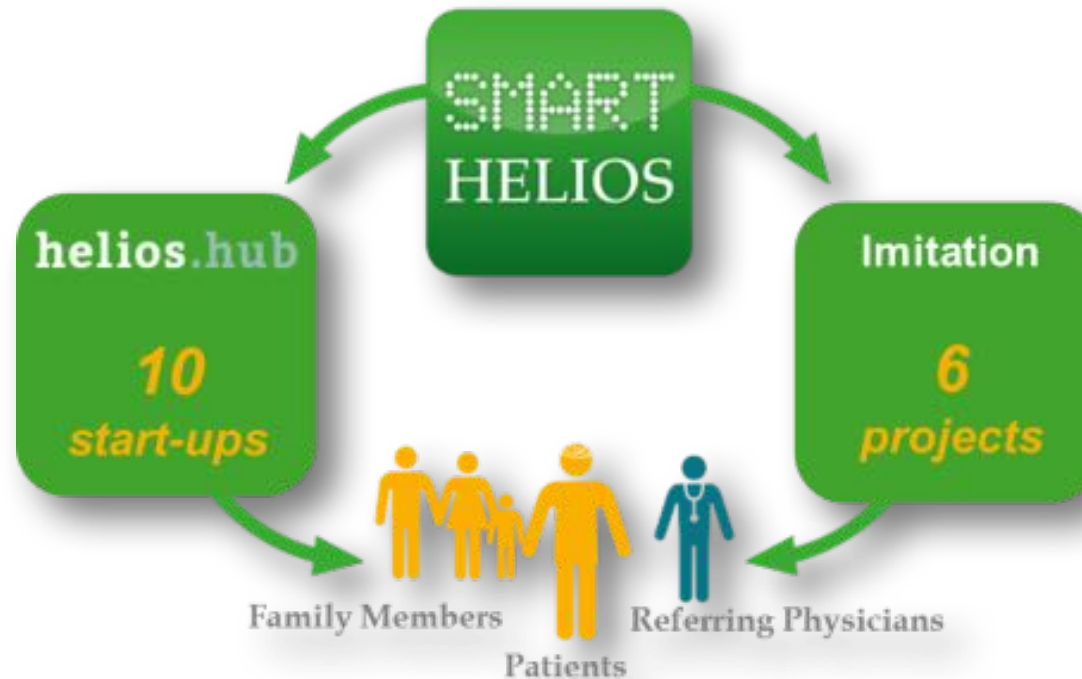 SMART
HELIOS
helios.hub
10
start-ups
Imitation
6
projects
Family Members
Patients
Referring Physicians